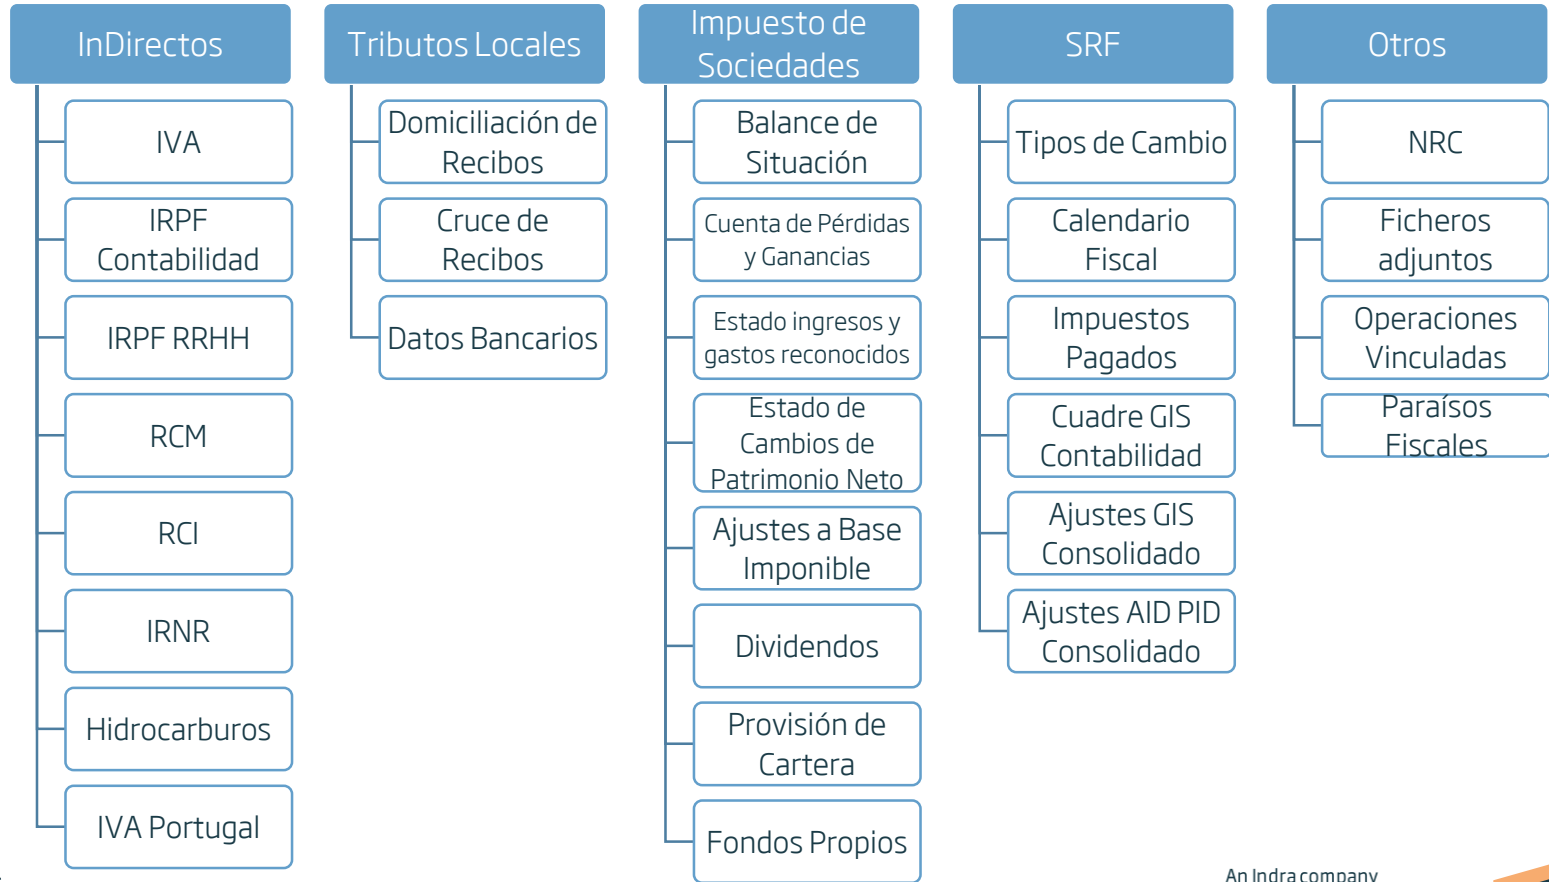 InDirectos
IVA
IRPF
Contabilidad
IRPF RRHH
RCM
RCI
IRNR
Hidrocarburos
IVA Portugal
Tributos Locales
Domiciliación de
Recibos
Cruce de
Recibos
Datos Bancarios
Impuesto de
Sociedades
Balance de
Situación
Cuenta de Pérdidas
y Ganancias
Estado ingresos y
gastos reconocidos
Estado de
Cambios de
Patrimonio Neto
Ajustes a Base
Imponible
Dividendos
Provisión de
Cartera
Fondos Propios
SRF
Tipos de Cambio
Calendario
Fiscal
Impuestos
Pagados
Cuadre GIS
Contabilidad
Ajustes GIS
Consolidado
Ajustes AID PID
Consolidado
Otros
NRC
Ficheros
adjuntos
Operaciones
Vinculadas
Paraísos
Fiscales
An Indra company